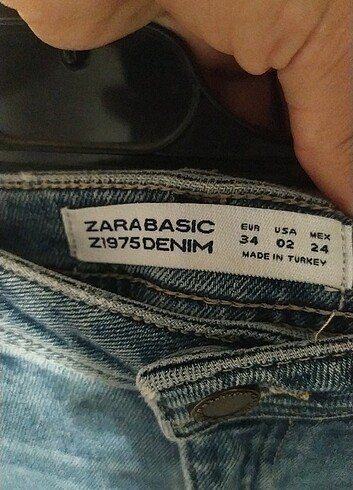 ZARABASIC
Z1975DENIM
EUR USA MEX
34 02 24
MADE IN TURKEY